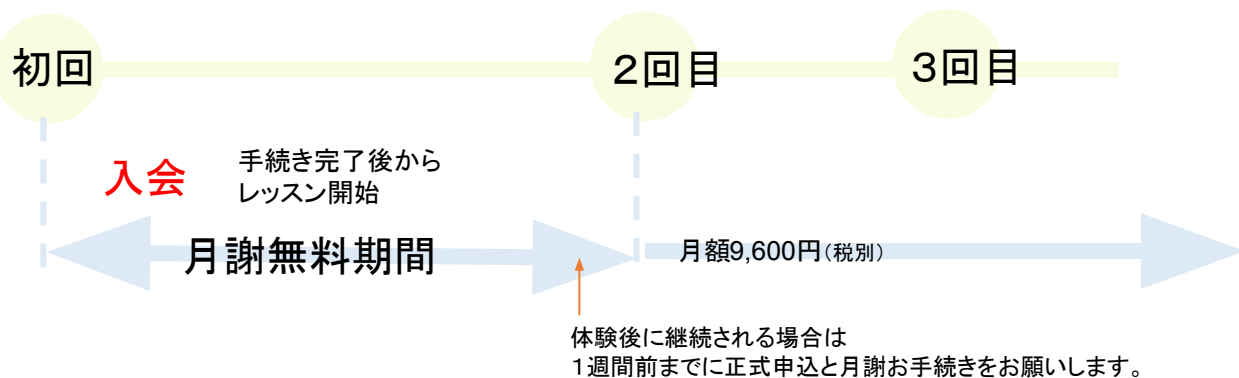 初回
２回目
３回目
入会
手続き完了後から
レッスン開始
月謝無料期間
月額9,600円（税別）
体験後に継続される場合は
１週間前までに正式申込と月謝お手続きをお願いします。